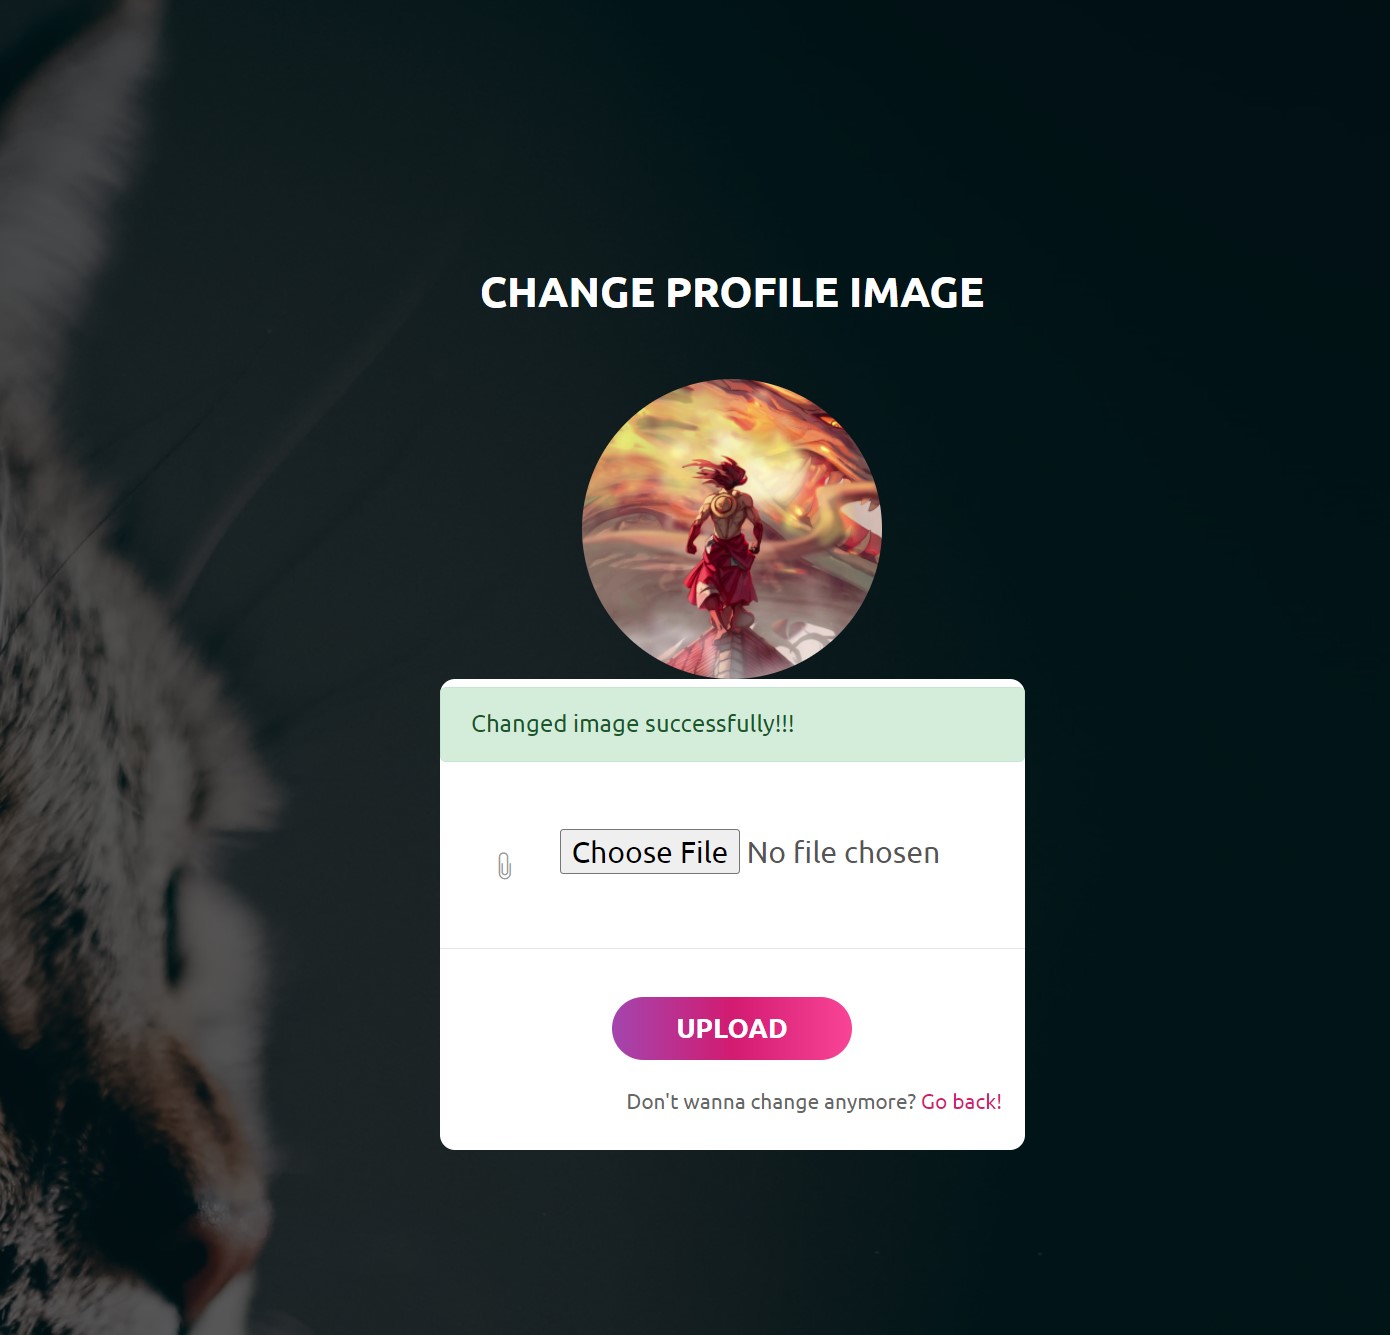 CHANGE PROFILE IMAGE
Changed image successfully!!!
Choose File No file chosen
UPLOAD
Don't wanna change anymore? Go back!